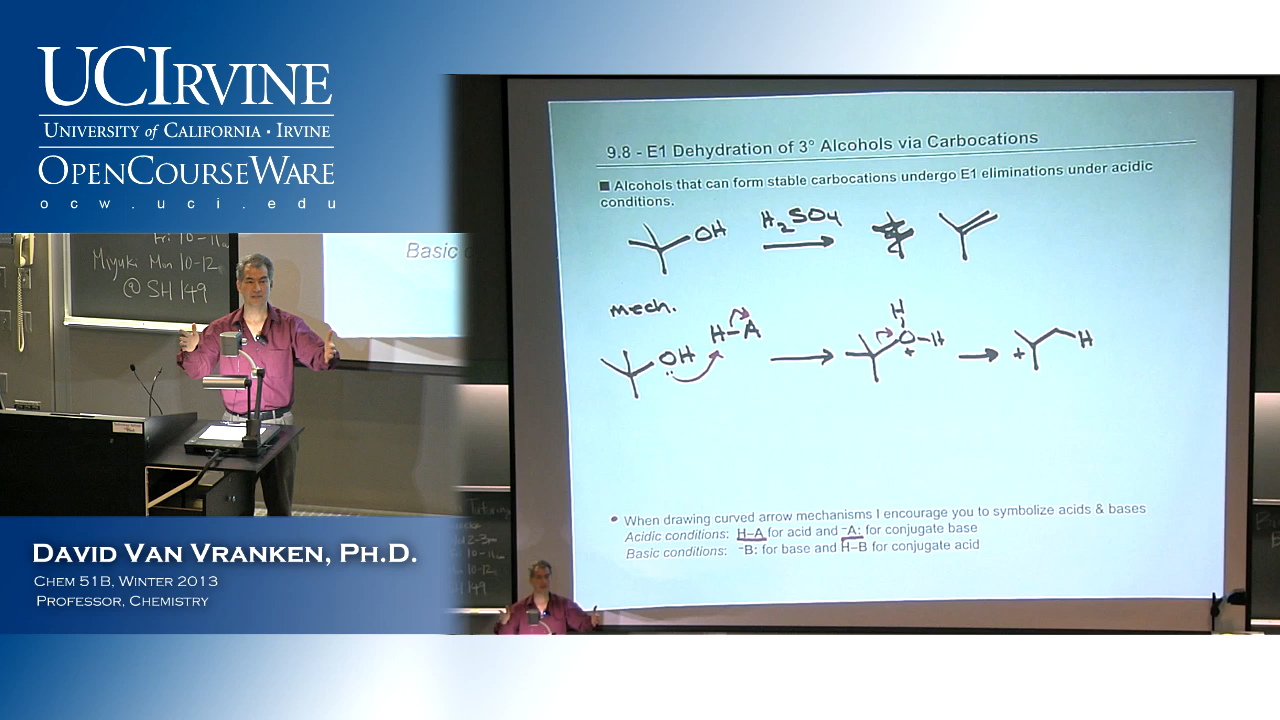 UCIRVINE
UNIVERSITY of CALIFORNIA · IRVINE
OPENCOURSEWARE
ocw.uci.edu
Fri 10-11a
Miyuki Mon 10-12
@ SH 149
Basic
DAVID VAN VRANKEN, PH.D.
CHEM 51B, WINTER 2013
PROFESSOR, CHEMISTRY
9.8 - E1 Dehydration of 3° Alcohols via Carbocations
■ Alcohols that can form stable carbocations undergo E1 eliminations under acidic
conditions.
OH H2SO4
mech.
OH H-A H O-H + + H
• When drawing curved arrow mechanisms I encourage you to symbolize acids & bases
Acidic conditions: H–A for acid and ⁻A: for conjugate base
Basic conditions: ⁻B: for base and H–B for conjugate acid